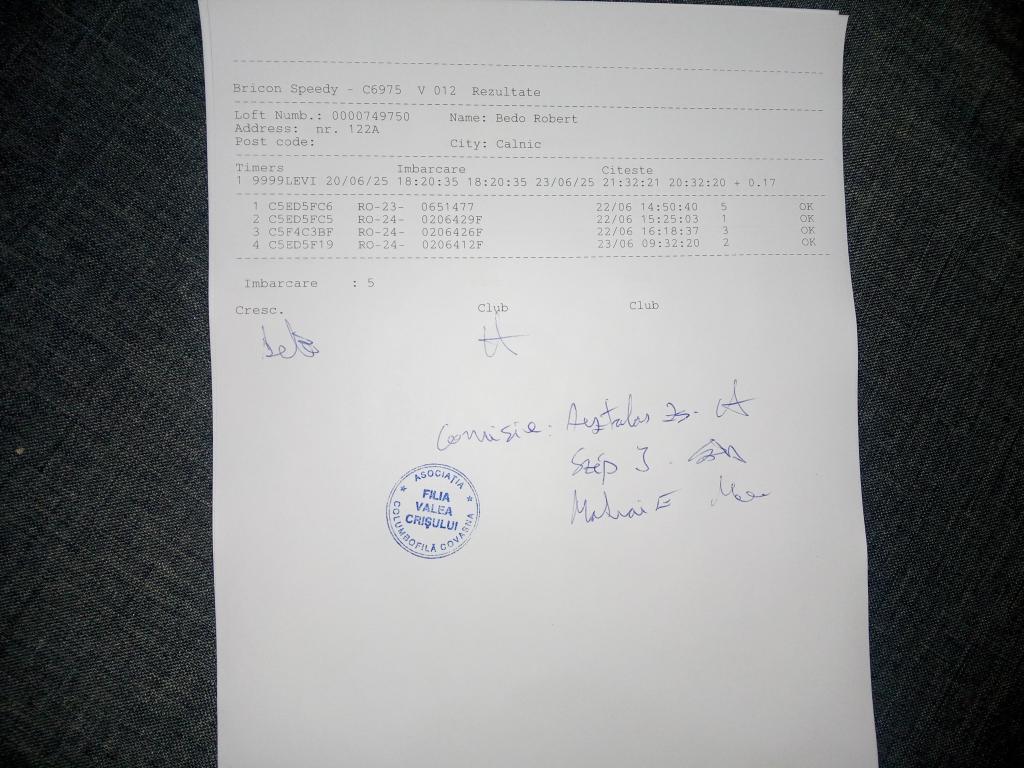 Bricon Speedy - C6975 V 012 Rezultate
Loft Numb.: 0000749750 Name: Bedo Robert
Address: nr. 122A
Post code: City: Calnic
Timers Imbarcare Citeste
1 9999LEVI 20/06/25 18:20:35 18:20:35 23/06/25 21:32:21 20:32:20 + 0.17
1 C5ED5FC6 RO-23- 0651477 22/06 14:50:40 5 OK
2 C5ED5FC5 RO-24- 0206429F 22/06 15:25:03 1 OK
3 C5F4C3BF RO-24- 0206426F 22/06 16:18:37 3 OK
4 C5ED5F19 RO-24- 0206412F 23/06 09:32:20 2 OK
Imbarcare : 5
Cresc. Club Club
Comisie: Asztalos Zs.
Szép J.
E
ASOCIAŢIA
FILIA
VALEA
CRIŞULUI
COLUMBOFILĂ COVASNA